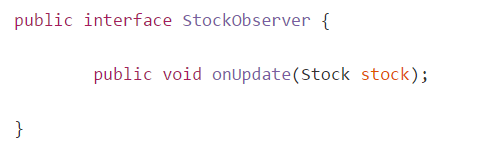 public interface StockObserver {
public void onUpdate(Stock stock);
}